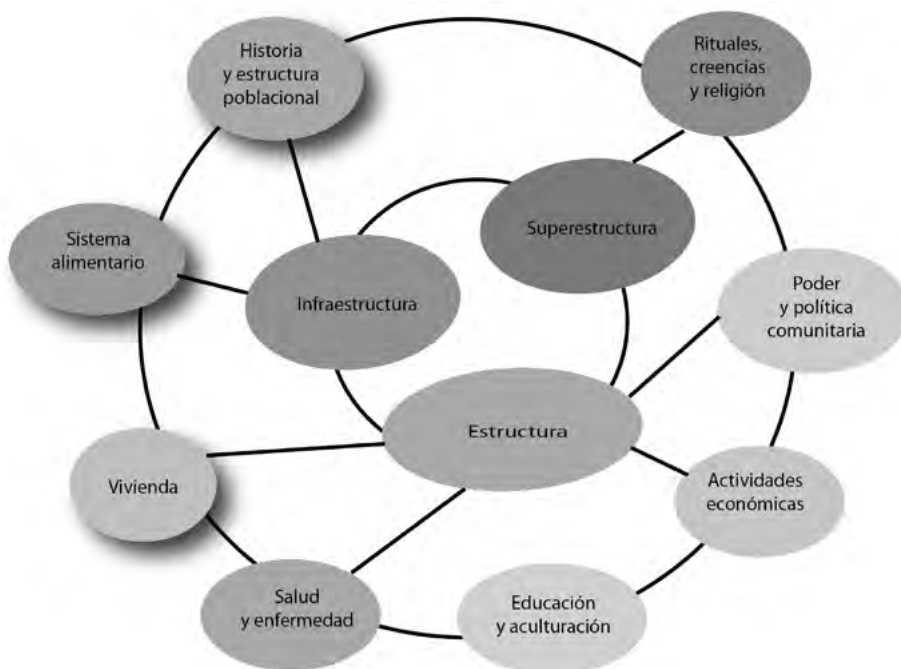 Historia
y estructura
poblacional
Rituales,
creencias
y religión
Sistema
alimentario
Infraestructura
Superestructura
Poder
y política
comunitaria
Estructura
Vivienda
Actividades
económicas
Salud
y enfermedad
Educación
y aculturación